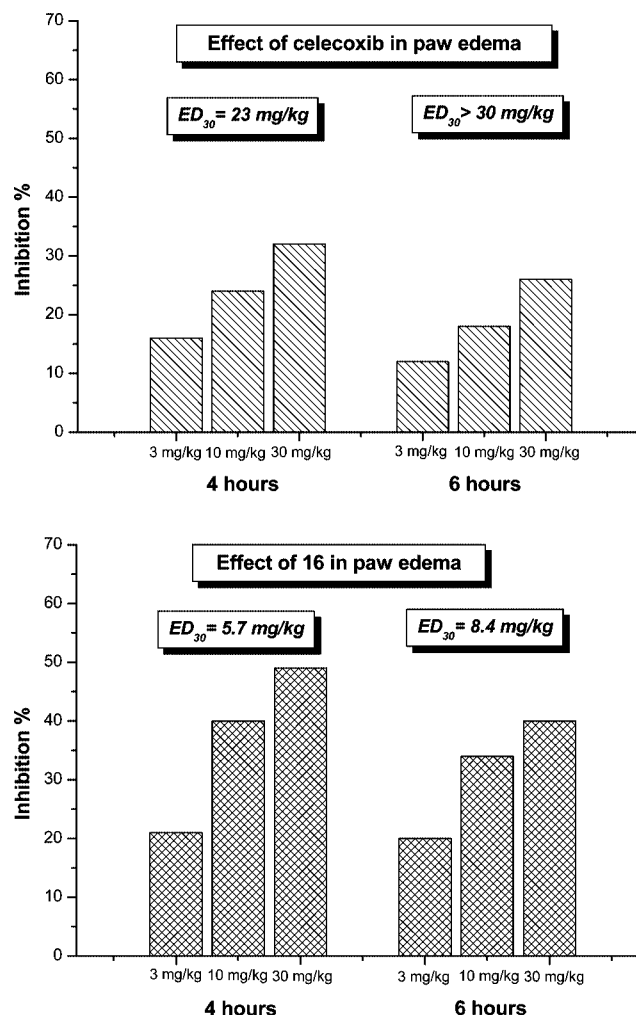 Effect of celecoxib in paw edema
ED30 = 23 mg/kg
ED30 > 30 mg/kg
Inhibition %
70
60
50
40
30
20
10
0
3 mg/kg 10 mg/kg 30 mg/kg 3 mg/kg 10 mg/kg 30 mg/kg
4 hours 6 hours
Effect of 16 in paw edema
ED30 = 5.7 mg/kg
ED30 = 8.4 mg/kg
Inhibition %
70
60
50
40
30
20
10
0
3 mg/kg 10 mg/kg 30 mg/kg 3 mg/kg 10 mg/kg 30 mg/kg
4 hours 6 hours